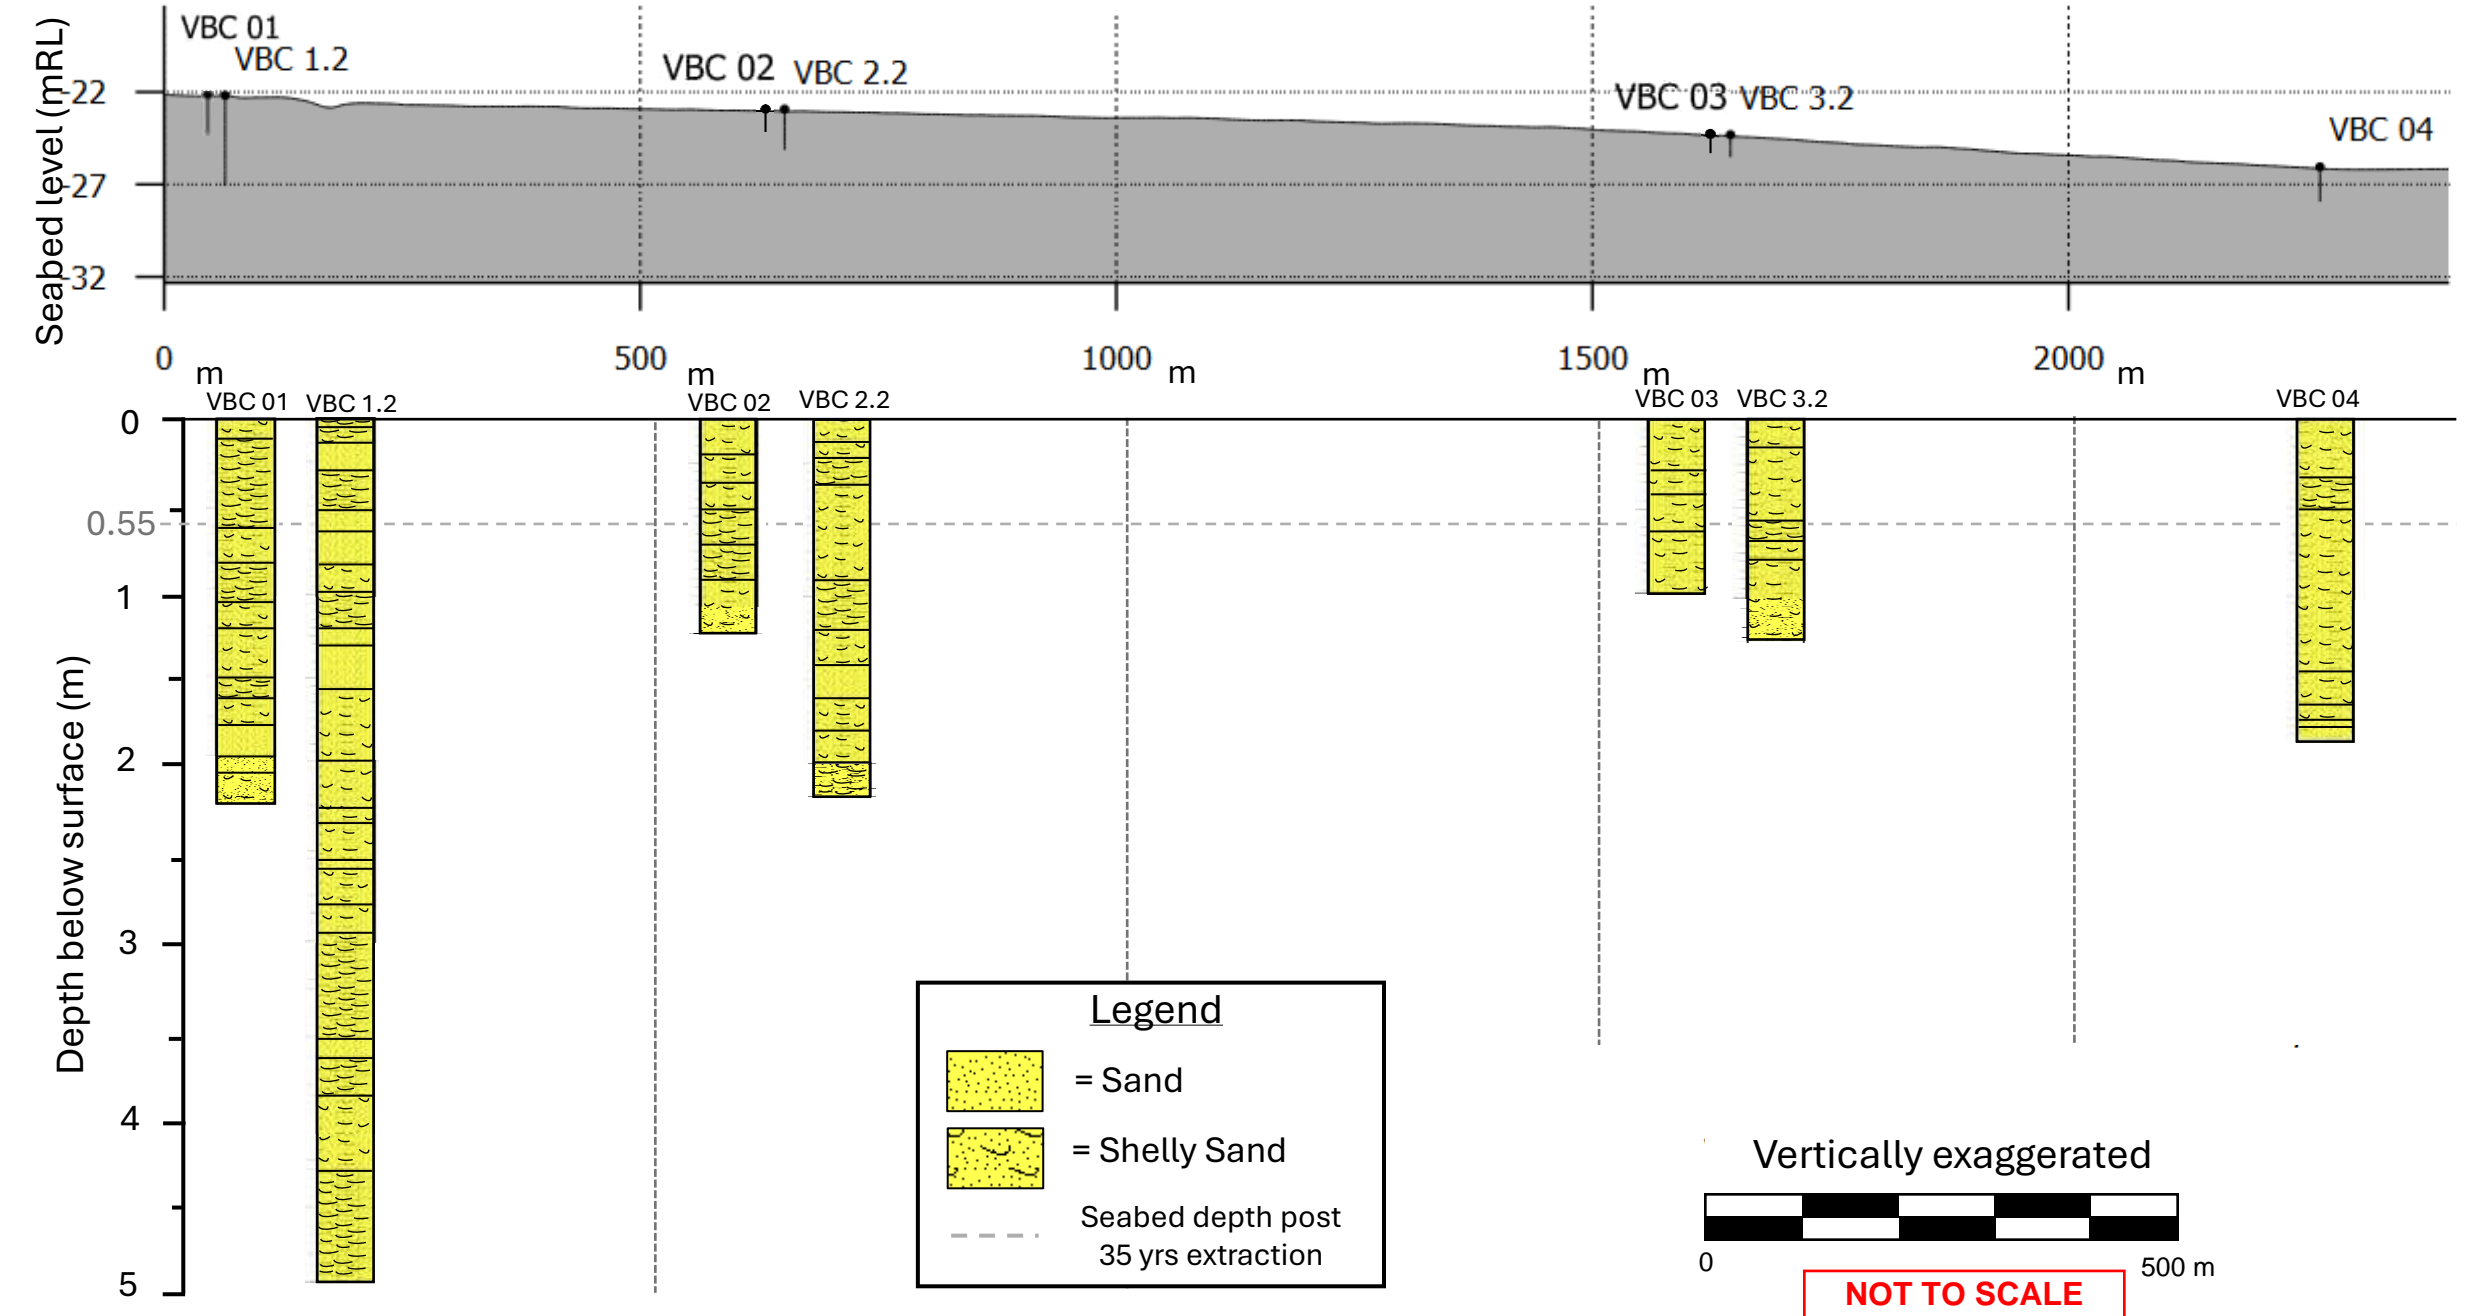 VBC 01
VBC 1.2
VBC 02
VBC 2.2
VBC 03
VBC 3.2
VBC 04
Seabed level (mRL)
-22
-27
-32
0 m
500 m
1000 m
1500 m
2000 m
VBC 01
VBC 1.2
VBC 02
VBC 2.2
VBC 03
VBC 3.2
VBC 04
Depth below surface (m)
0
0.55
1
2
3
4
5
Legend
= Sand
= Shelly Sand
Seabed depth post
35 yrs extraction
Vertically exaggerated
0
500 m
NOT TO SCALE